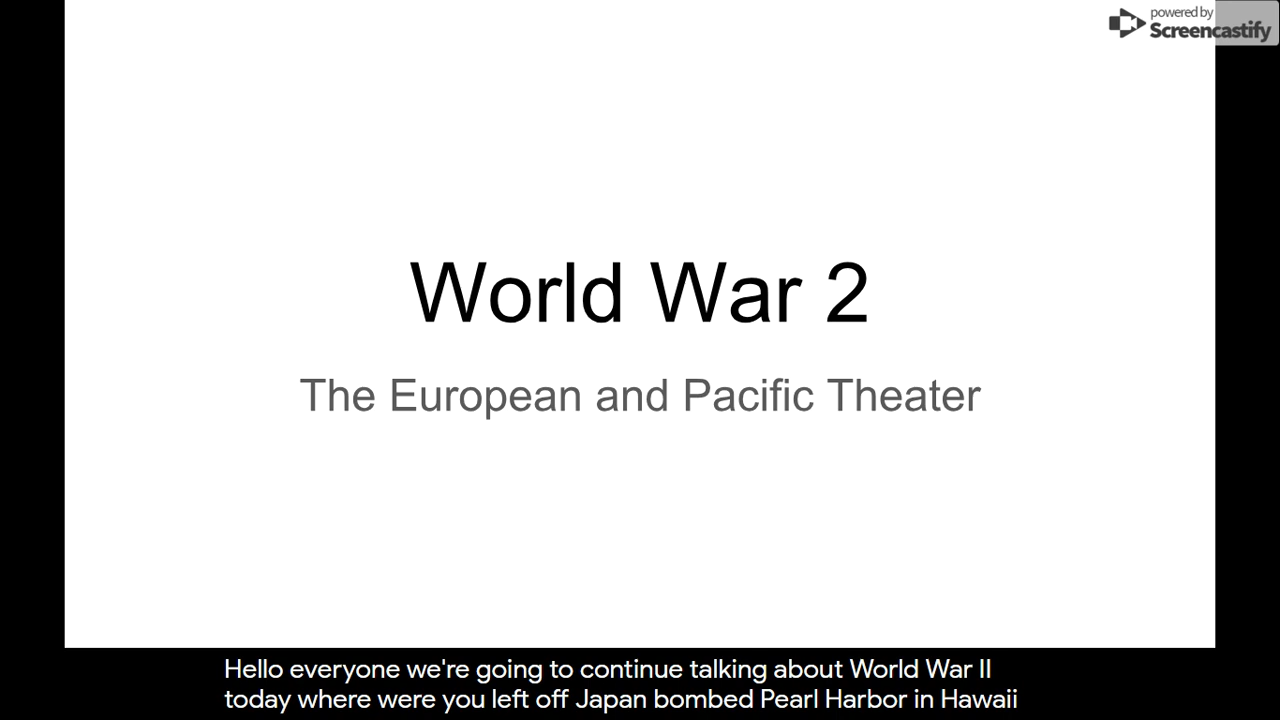 powered by
Screencastify
World War 2
The European and Pacific Theater
Hello everyone we're going to continue talking about World War II
today where were you left off Japan bombed Pearl Harbor in Hawaii